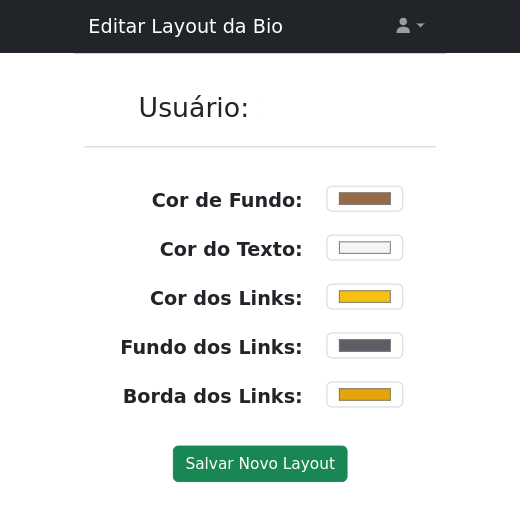 Editar Layout da Bio
Usuário:
Cor de Fundo:
Cor do Texto:
Cor dos Links:
Fundo dos Links:
Borda dos Links:
Salvar Novo Layout